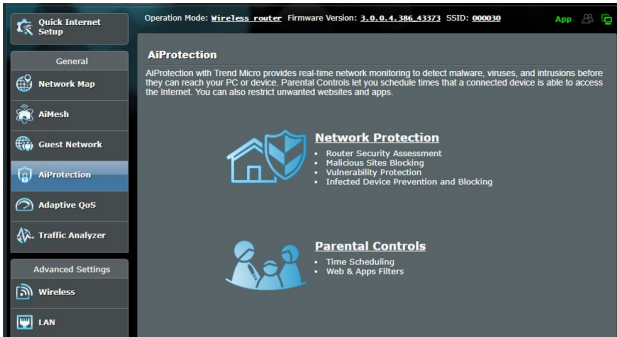 Quick Internet
Setup
Operation Mode: Wireless router Firmware Version: 3.0.0.4.386_43373 SSID: 000030
App
General
Network Map
AiMesh
Guest Network
AiProtection
Adaptive QoS
Traffic Analyzer
Advanced Settings
Wireless
LAN
AiProtection
AiProtection with Trend Micro provides real-time network monitoring to detect malware, viruses, and intrusions before
they can reach your PC or device. Parental Controls let you schedule times that a connected device is able to access
the Internet. You can also restrict unwanted websites and apps.
Network Protection
• Router Security Assessment
• Malicious Sites Blocking
• Vulnerability Protection
• Infected Device Prevention and Blocking
Parental Controls
• Time Scheduling
• Web & Apps Filters